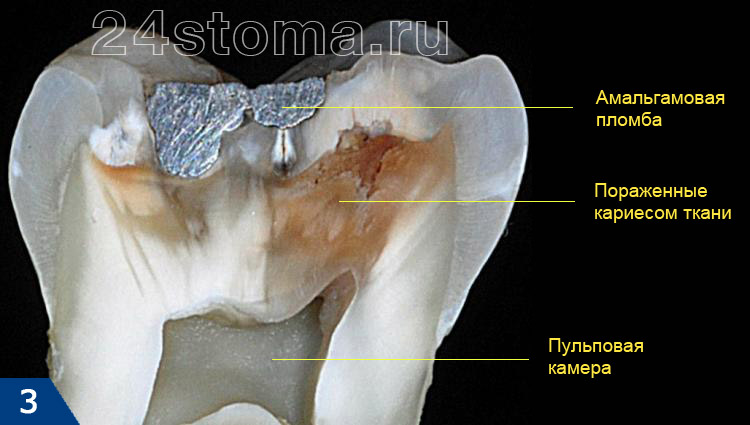 24stoma.ru
Амальгамовая
пломба
Пораженные
кариесом ткани
Пульповая
камера
3